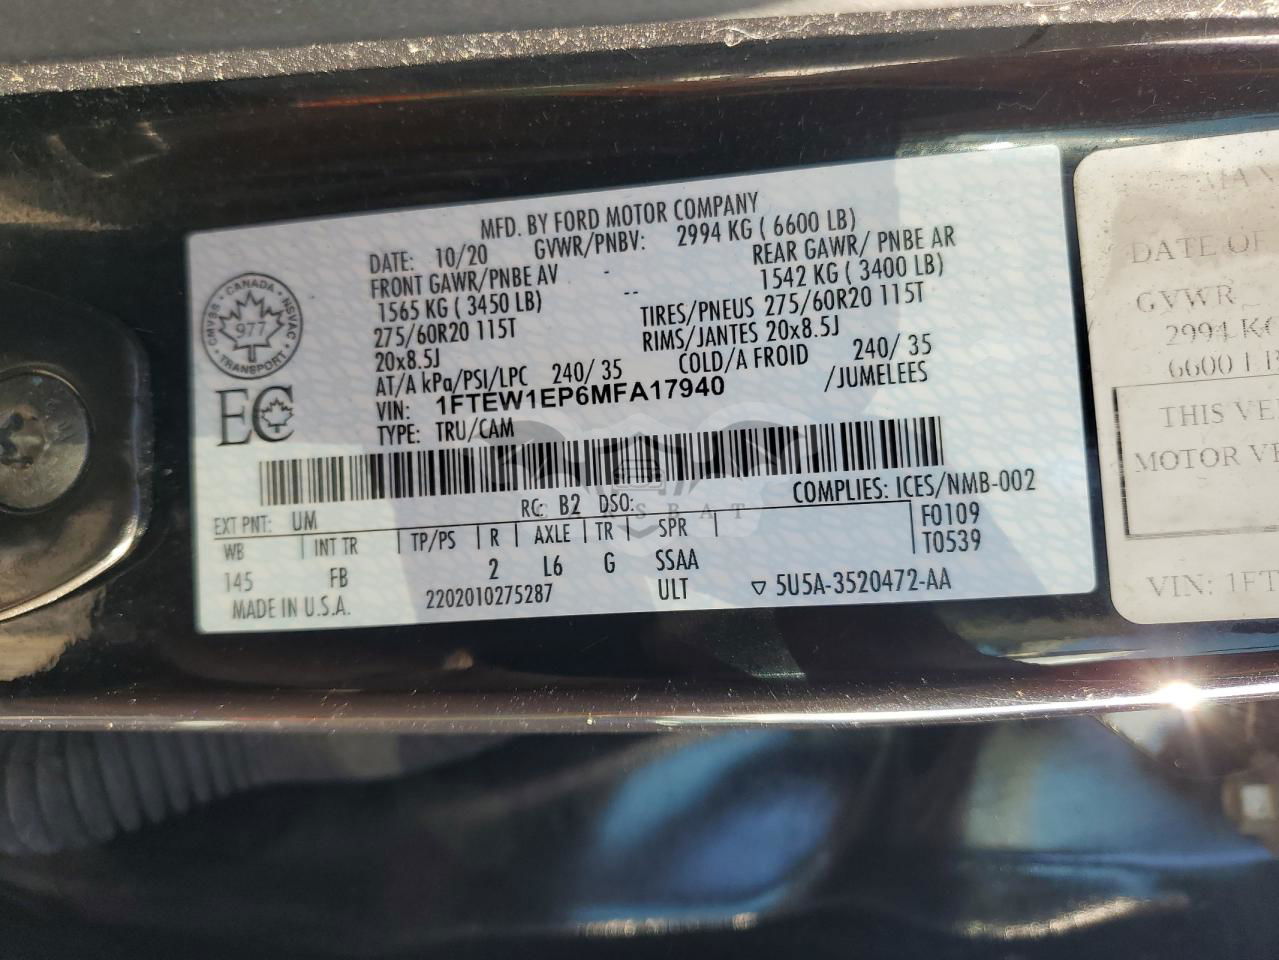 MFD. BY FORD MOTOR COMPANY
DATE: 10/20 GVWR/PNBV: 2994 KG ( 6600 LB)
FRONT GAWR/PNBE AV - REAR GAWR/ PNBE AR
1565 KG ( 3450 LB) -- 1542 KG ( 3400 LB)
275/60R20 115T TIRES/PNEUS 275/60R20 115T
20x8.5J RIMS/JANTES 20x8.5J
AT/A kPa/PSI/LPC 240/ 35 COLD/A FROID 240/ 35
VIN: 1FTEW1EP6MFA17940 /JUMELEES
TYPE: TRU/CAM
CANADA
NSVAC
TRANSPORT
977
EC
EXT PNT: UM RC: B2 DSO: COMPLIES: ICES/NMB-002
WB INT TR TP/PS R AXLE TR SPR F0109
145 FB 2 L6 G SSAA T0539
MADE IN U.S.A. 2202010275287 ULT ▽ 5U5A-3520472-AA
DATE OF
GVWR
2994 KG
6600 LB
THIS VE
MOTOR VE
VIN: 1FT